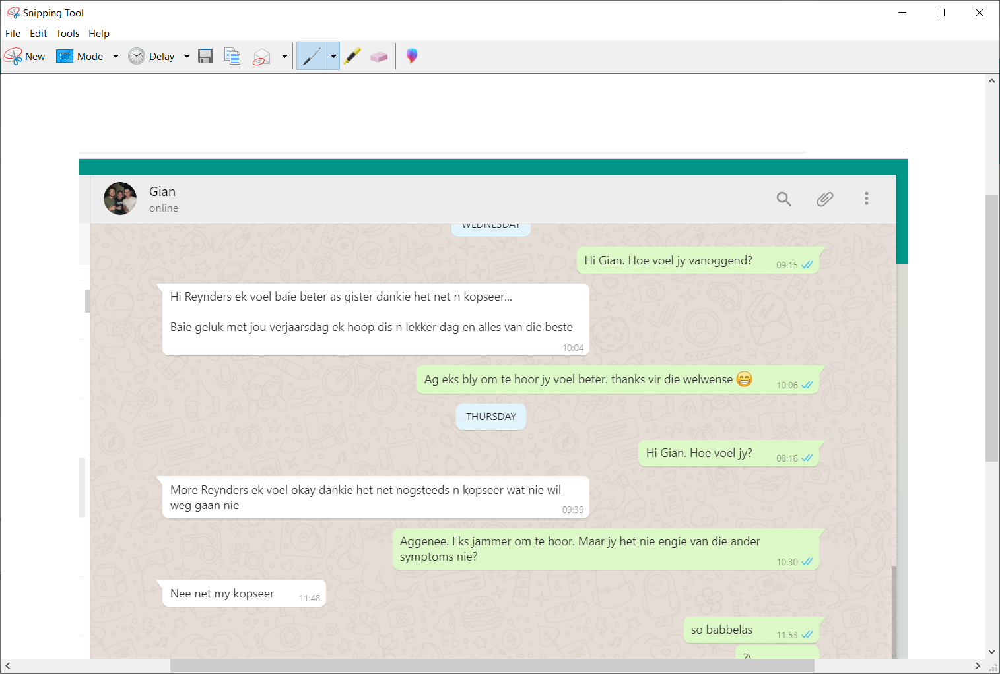 Snipping Tool
File Edit Tools Help
New Mode Delay
Gian
online
WEDNESDAY
Hi Gian. Hoe voel jy vanoggend?
09:15
Hi Reynders ek voel baie beter as gister dankie het net n kopseer...
Baie geluk met jou verjaarsdag ek hoop dis n lekker dag en alles van die beste
10:04
Ag eks bly om te hoor jy voel beter. thanks vir die welwense 😁
10:06
THURSDAY
Hi Gian. Hoe voel jy?
08:16
More Reynders ek voel okay dankie het net nogsteeds n kopseer wat nie wil
weg gaan nie
09:39
Aggenee. Eks jammer om te hoor. Maar jy het nie engie van die ander
symptoms nie?
10:30
Nee net my kopseer
11:48
so babbelas
11:53
?\